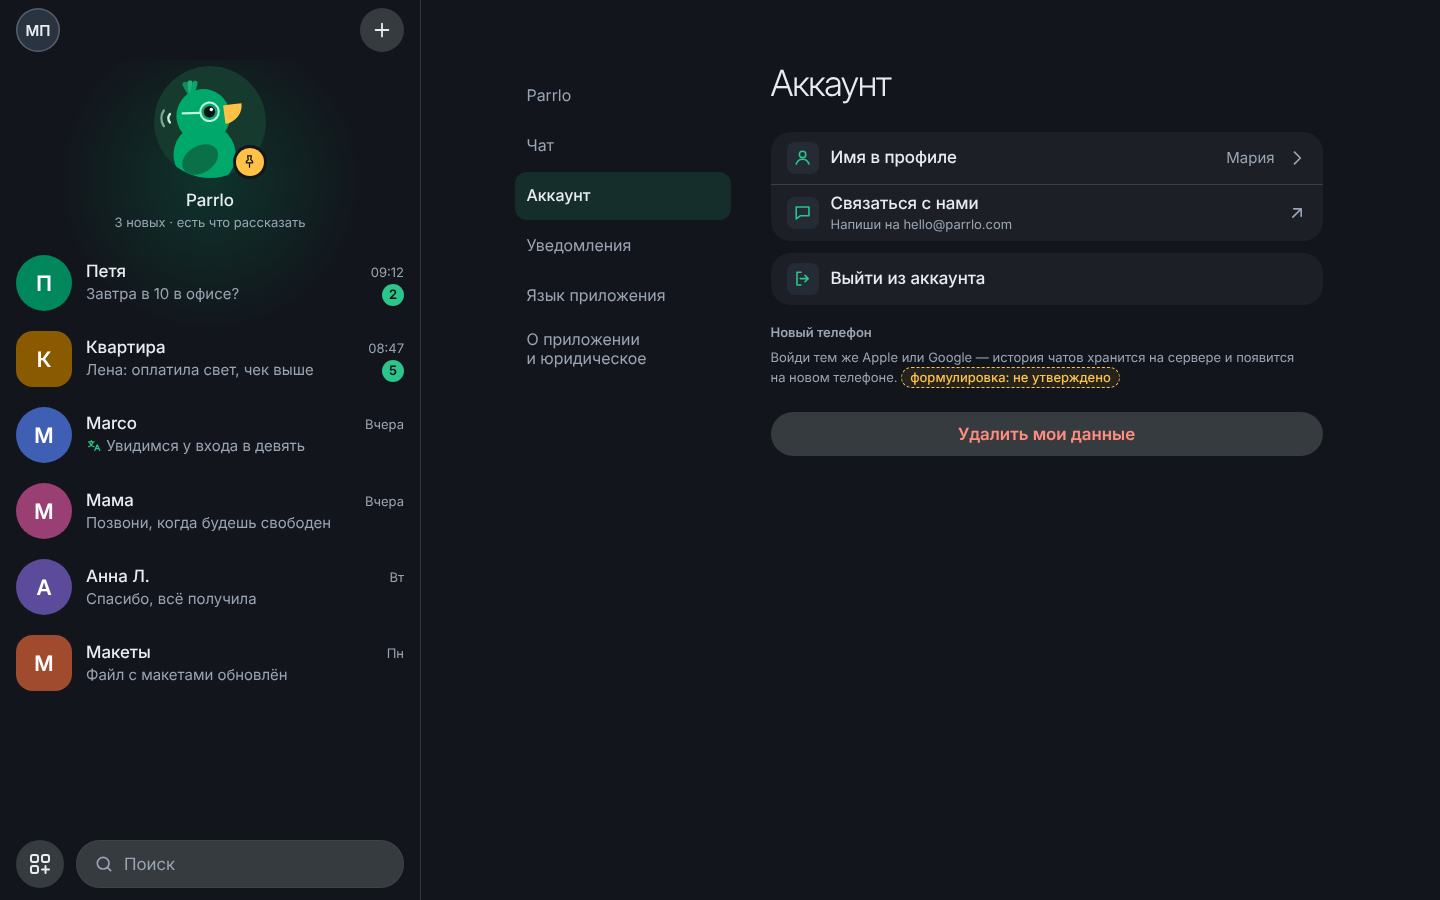 МП
Parrlo
3 новых · есть что рассказать
П
Петя
09:12
Завтра в 10 в офисе?
2
К
Квартира
08:47
Лена: оплатила свет, чек выше
5
M
Marco
Вчера
Увидимся у входа в девять
М
Мама
Вчера
Позвони, когда будешь свободен
А
Анна Л.
Вт
Спасибо, всё получила
М
Макеты
Пн
Файл с макетами обновлён
Поиск
Parrlo
Чат
Аккаунт
Уведомления
Язык приложения
О приложении
и юридическое
Аккаунт
Имя в профиле
Мария
Связаться с нами
Напиши на hello@parrlo.com
Выйти из аккаунта
Новый телефон
Войди тем же Apple или Google — история чатов хранится на сервере и появится
на новом телефоне. формулировка: не утверждено
Удалить мои данные